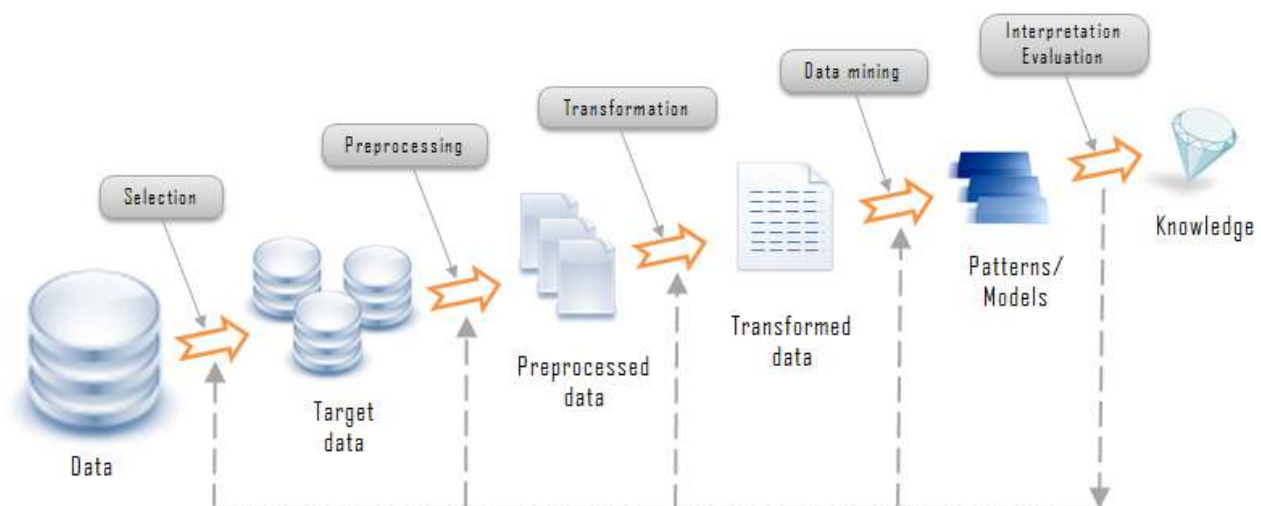 Interpretation
Evaluation
Data mining
Transformation
Preprocessing
Selection
Knowledge
Patterns/
Models
Transformed
data
Preprocessed
data
Target
data
Data